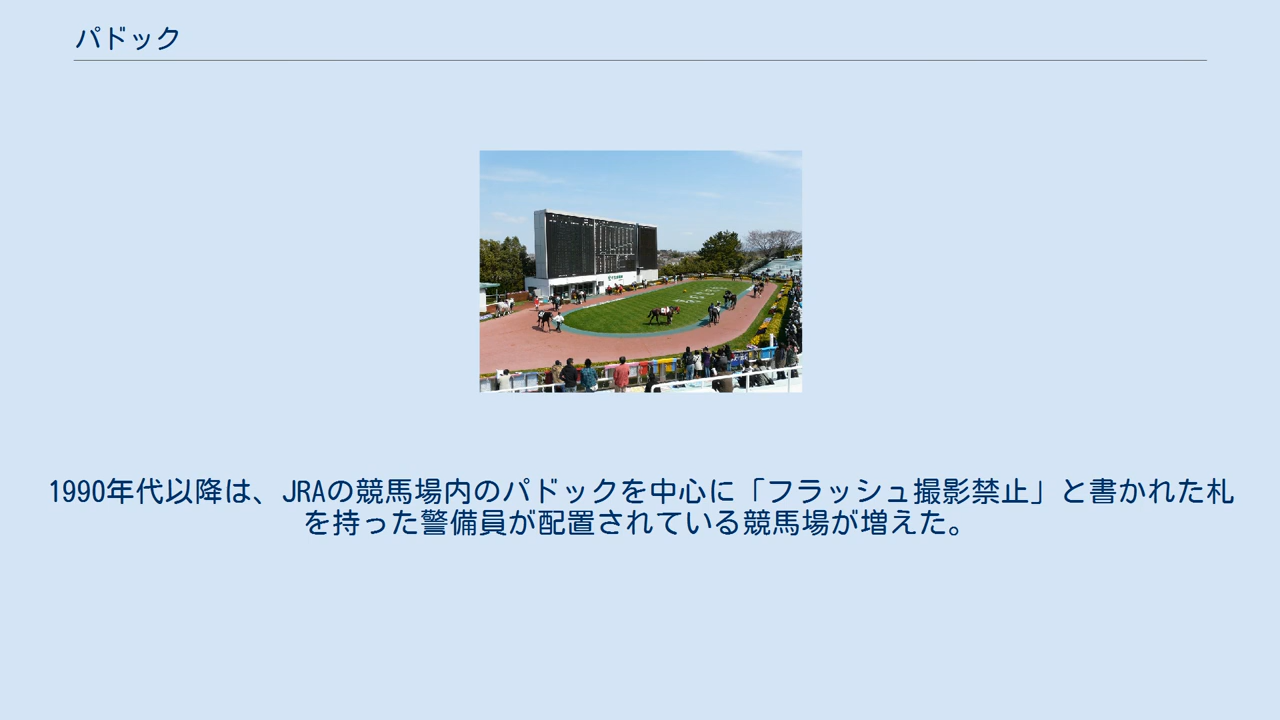 パドック
1990年代以降は、JRAの競馬場内のパドックを中心に「フラッシュ撮影禁止」と書かれた札
を持った警備員が配置されている競馬場が増えた。